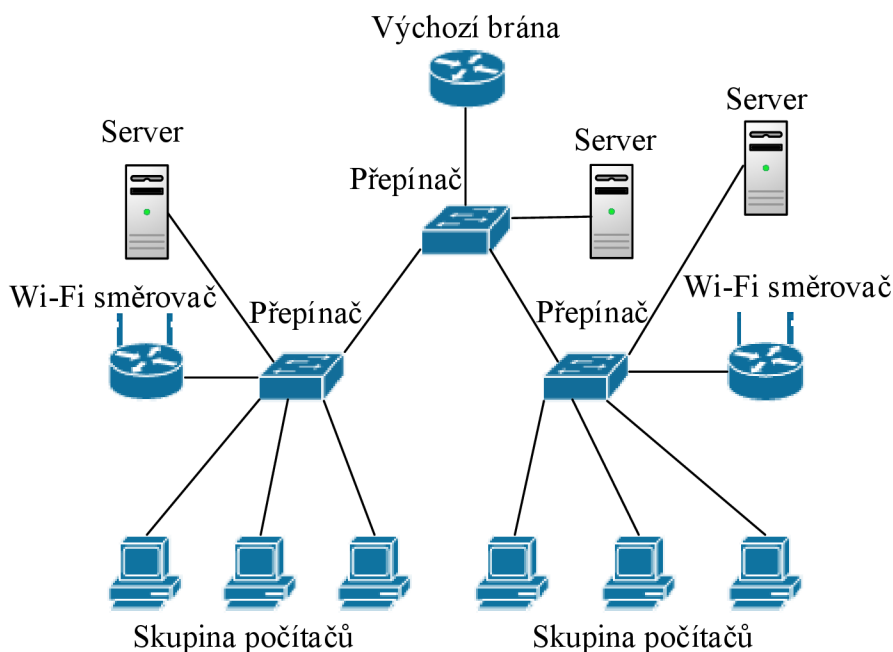 Výchozí brána
Server
Server
Server
Přepínač
Wi-Fi směrovač
Přepínač
Přepínač
Wi-Fi směrovač
Skupina počítačů
Skupina počítačů